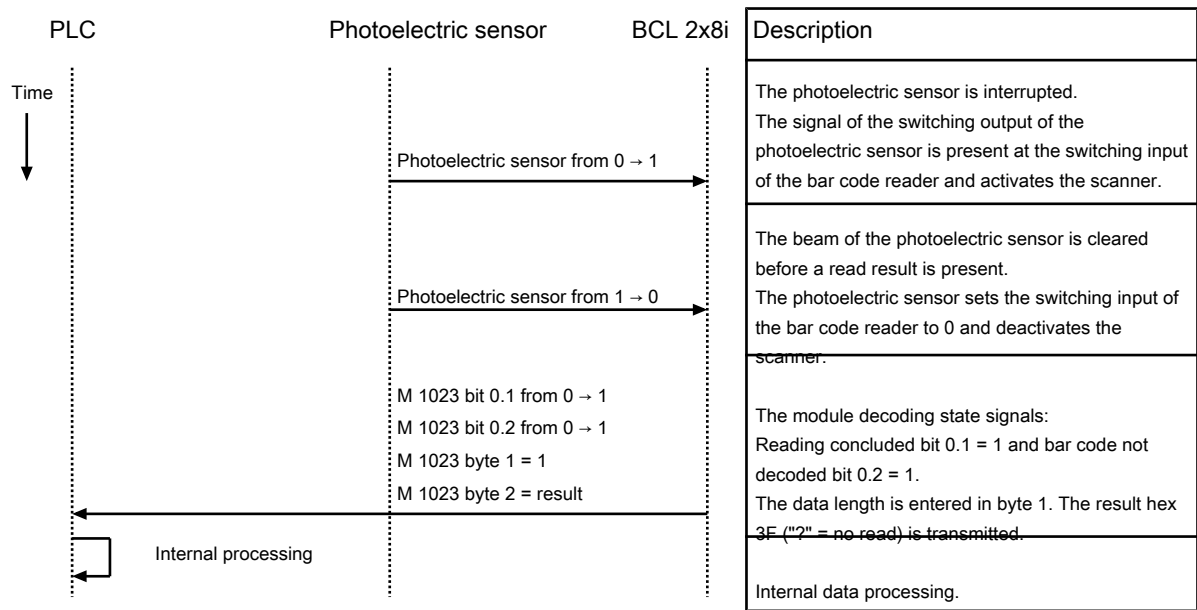 PLC
Photoelectric sensor
BCL 2x8i
Description
Time
Photoelectric sensor from 0 → 1
The photoelectric sensor is interrupted.
The signal of the switching output of the
photoelectric sensor is present at the switching input
of the bar code reader and activates the scanner.
Photoelectric sensor from 1 → 0
The beam of the photoelectric sensor is cleared
before a read result is present.
The photoelectric sensor sets the switching input of
the bar code reader to 0 and deactivates the
scanner.
M 1023 bit 0.1 from 0 → 1
M 1023 bit 0.2 from 0 → 1
M 1023 byte 1 = 1
M 1023 byte 2 = result
The module decoding state signals:
Reading concluded bit 0.1 = 1 and bar code not
decoded bit 0.2 = 1.
The data length is entered in byte 1. The result hex
3F ("?" = no read) is transmitted.
Internal processing
Internal data processing.